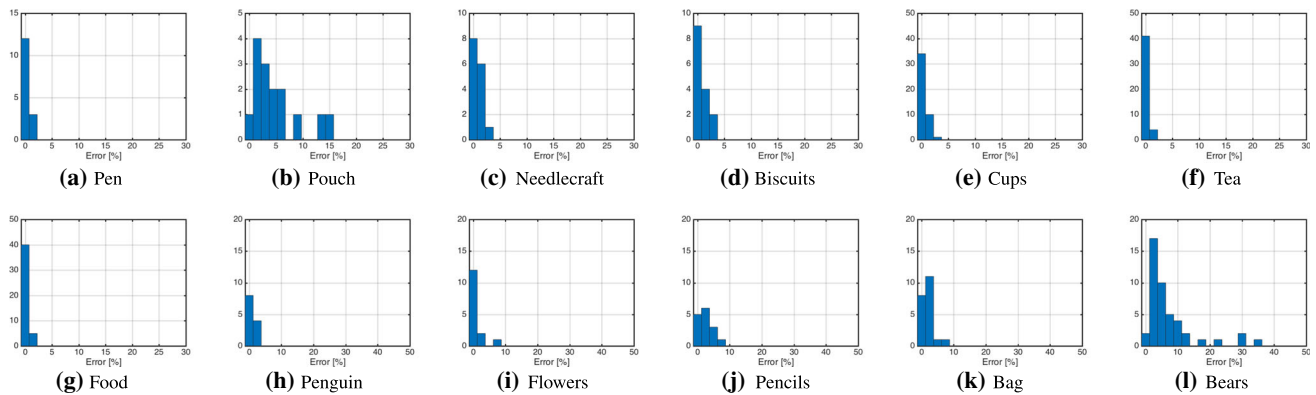 15
10
5
0
0 5 10 15 20 25 30
Error [%]
(a) Pen
5
4
3
2
1
0
0 5 10 15 20 25 30
Error [%]
(b) Pouch
10
8
6
4
2
0
0 5 10 15 20 25 30
Error [%]
(c) Needlecraft
10
8
6
4
2
0
0 5 10 15 20 25 30
Error [%]
(d) Biscuits
50
40
30
20
10
0
0 5 10 15 20 25 30
Error [%]
(e) Cups
50
40
30
20
10
0
0 5 10 15 20 25 30
Error [%]
(f) Tea
50
40
30
20
10
0
0 5 10 15 20 25 30
Error [%]
(g) Food
20
15
10
5
0
0 10 20 30 40 50
Error [%]
(h) Penguin
20
15
10
5
0
0 10 20 30 40 50
Error [%]
(i) Flowers
20
15
10
5
0
0 10 20 30 40 50
Error [%]
(j) Pencils
20
15
10
5
0
0 10 20 30 40 50
Error [%]
(k) Bag
20
15
10
5
0
0 10 20 30 40 50
Error [%]
(l) Bears